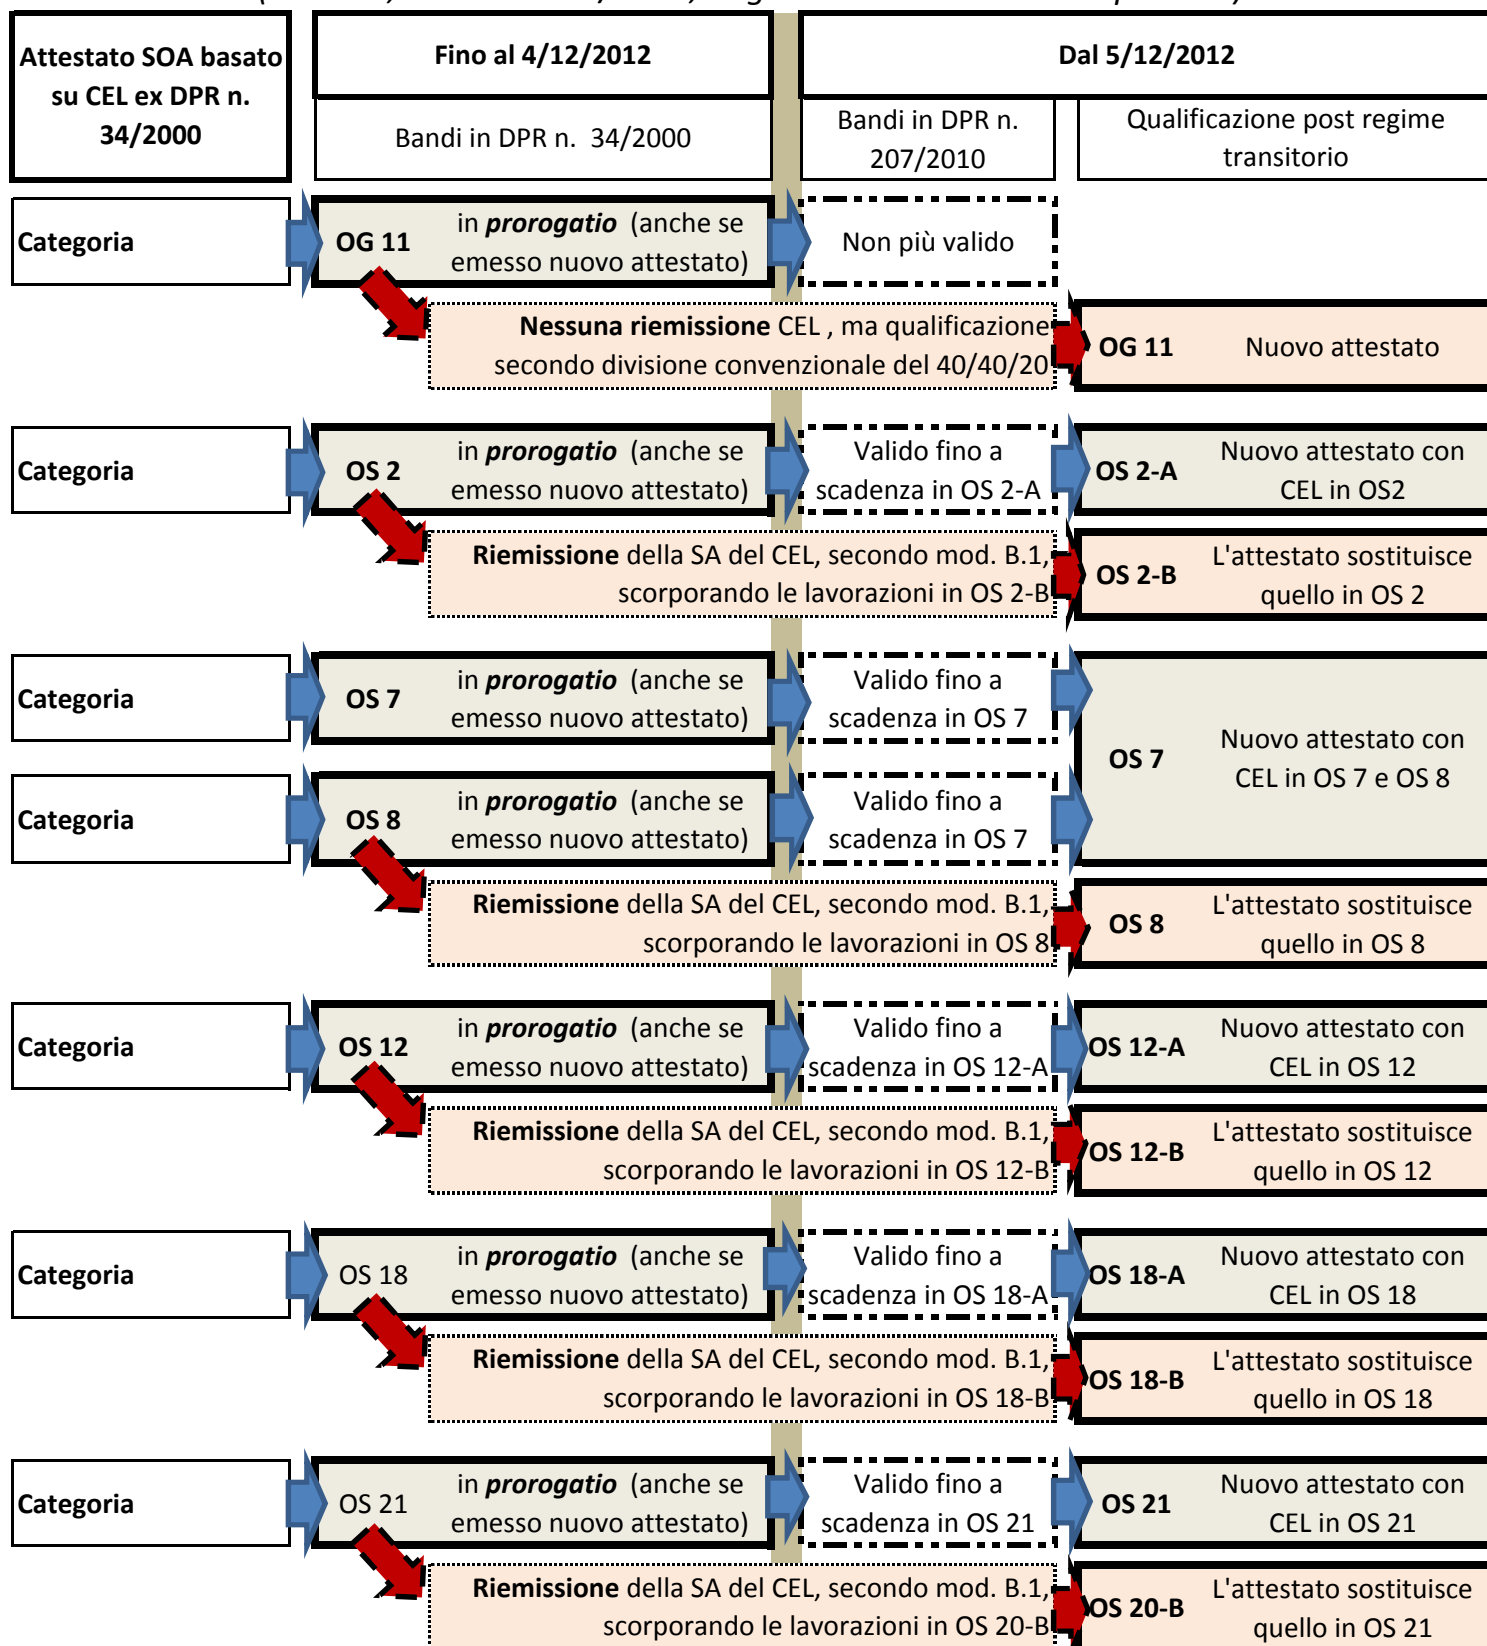 Attestato SOA basato
su CEL ex DPR n.
34/2000
Fino al 4/12/2012
Dal 5/12/2012
Bandi in DPR n.  34/2000
Bandi in DPR n.
207/2010
Qualificazione post regime
transitorio
Categoria
OG 11
in prorogatio (anche se
emesso nuovo attestato)
Non più valido
Nessuna riemissione CEL , ma qualificazione
secondo divisione convenzionale del 40/40/20
OG 11
Nuovo attestato
Categoria
OS 2
in prorogatio (anche se
emesso nuovo attestato)
Valido fino a
scadenza in OS 2-A
OS 2-A
Nuovo attestato con
CEL in OS2
Riemissione della SA del CEL, secondo mod. B.1,
scorporando le lavorazioni in OS 2-B
OS 2-B
L'attestato sostituisce
quello in OS 2
Categoria
OS 7
in prorogatio (anche se
emesso nuovo attestato)
Valido fino a
scadenza in OS 7
OS 7
Nuovo attestato con
CEL in OS 7 e OS 8
Categoria
OS 8
in prorogatio (anche se
emesso nuovo attestato)
Valido fino a
scadenza in OS 7
Riemissione della SA del CEL, secondo mod. B.1,
scorporando le lavorazioni in OS 8
OS 8
L'attestato sostituisce
quello in OS 8
Categoria
OS 12
in prorogatio (anche se
emesso nuovo attestato)
Valido fino a
scadenza in OS 12-A
OS 12-A
Nuovo attestato con
CEL in OS 12
Riemissione della SA del CEL, secondo mod. B.1,
scorporando le lavorazioni in OS 12-B
OS 12-B
L'attestato sostituisce
quello in OS 12
Categoria
OS 18
in prorogatio (anche se
emesso nuovo attestato)
Valido fino a
scadenza in OS 18-A
OS 18-A
Nuovo attestato con
CEL in OS 18
Riemissione della SA del CEL, secondo mod. B.1,
scorporando le lavorazioni in OS 18-B
OS 18-B
L'attestato sostituisce
quello in OS 18
Categoria
OS 21
in prorogatio (anche se
emesso nuovo attestato)
Valido fino a
scadenza in OS 21
OS 21
Nuovo attestato con
CEL in OS 21
Riemissione della SA del CEL, secondo mod. B.1,
scorporando le lavorazioni in OS 20-B
OS 20-B
L'attestato sostituisce
quello in OS 21